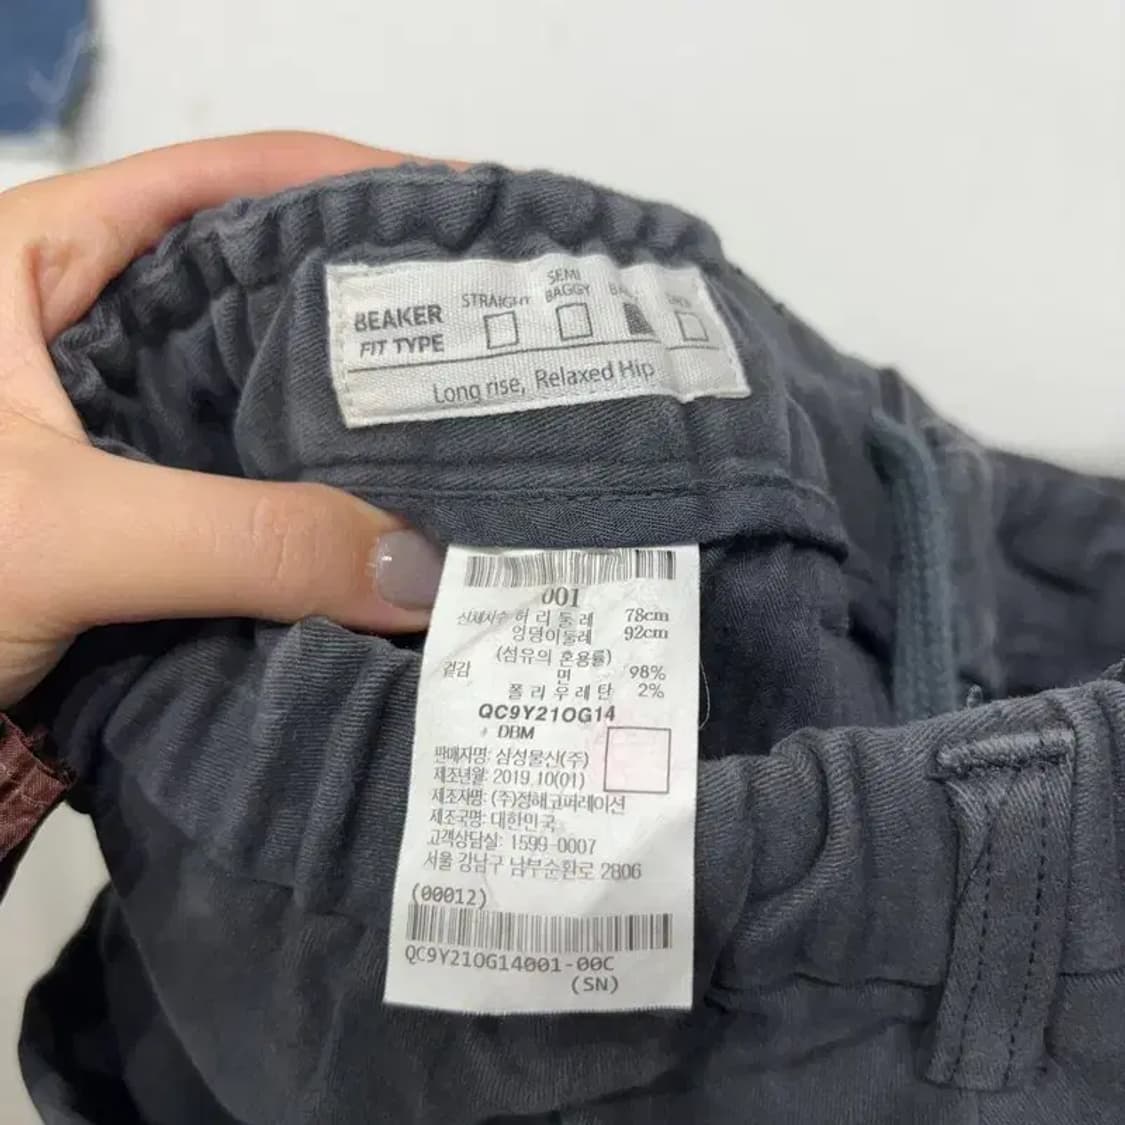 BEAKER
FIT TYPE
STRAIGHT
SEMI
BAGGY
Long rise, Relaxed Hip
001
신체치수 허리둘레 78cm
엉덩이둘레 92cm
(섬유의 혼용률)
겉감 면 98%
폴리우레탄 2%
QC9Y21OG14
DBM
판매자명: 삼성물산(주)
제조년월: 2019.10(01)
제조자명: (주)정해코퍼레이션
제조국명: 대한민국
고객상담실: 1599-0007
서울 강남구 남부순환로 2806
(00012)
QC9Y21OG14001-00C
(SN)